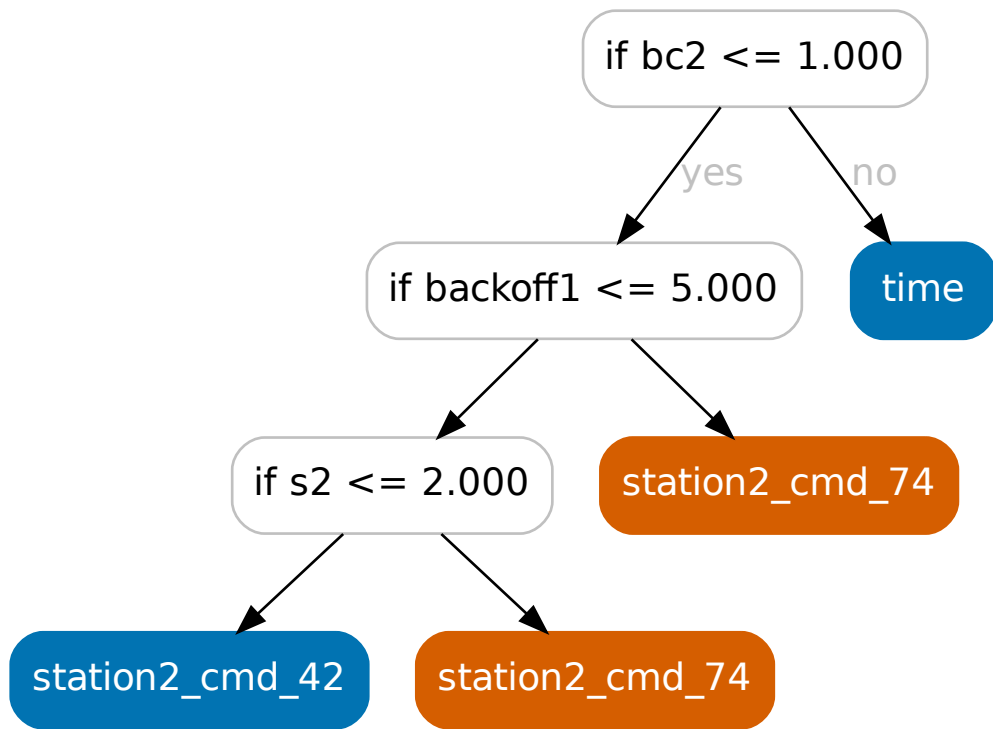 if bc2 <= 1.000
yes
no
if backoff1 <= 5.000
time
if s2 <= 2.000
station2_cmd_74
station2_cmd_42
station2_cmd_74